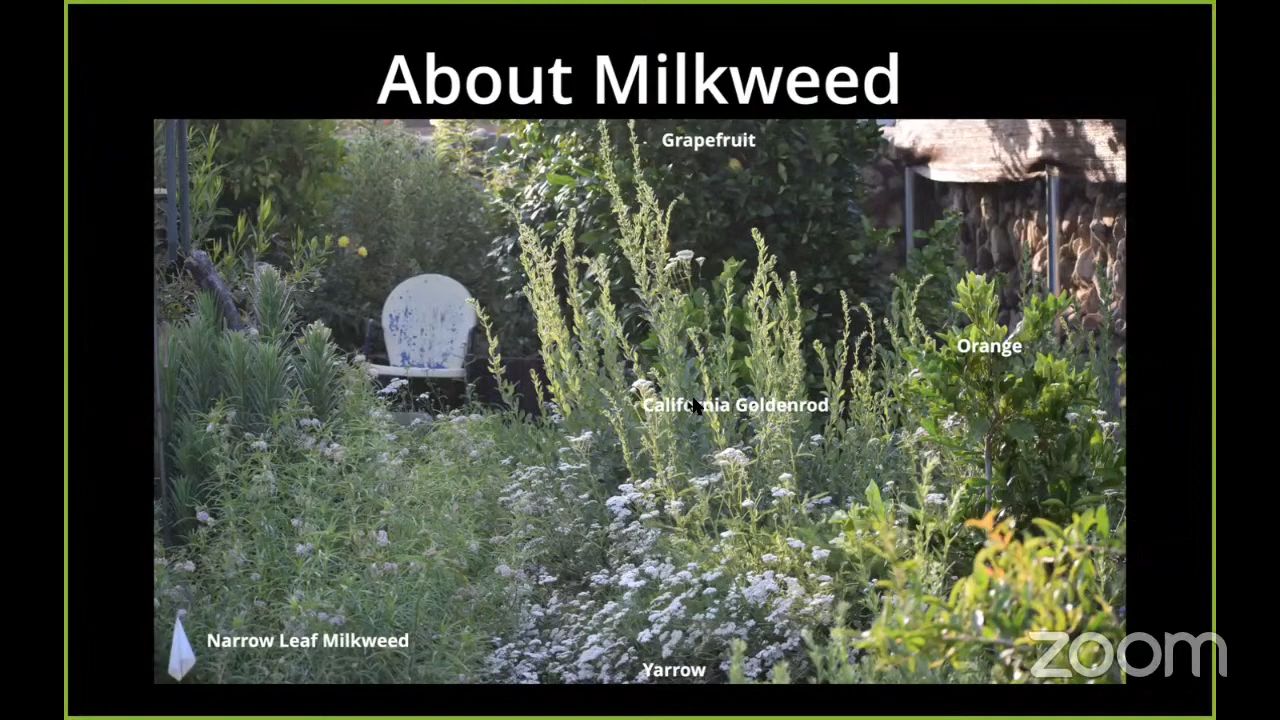 About Milkweed
Grapefruit
Orange
California Goldenrod
Narrow Leaf Milkweed
Yarrow
zoom